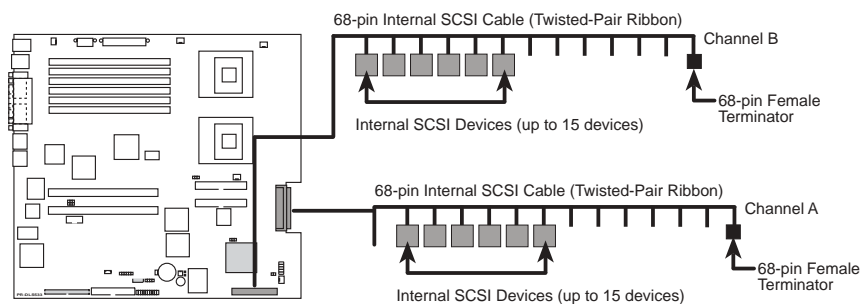 68-pin Internal SCSI Cable (Twisted-Pair Ribbon)
Channel B
68-pin Female
Terminator
Internal SCSI Devices (up to 15 devices)
68-pin Internal SCSI Cable (Twisted-Pair Ribbon)
Channel A
68-pin Female
Terminator
Internal SCSI Devices (up to 15 devices)
PR-DLS533